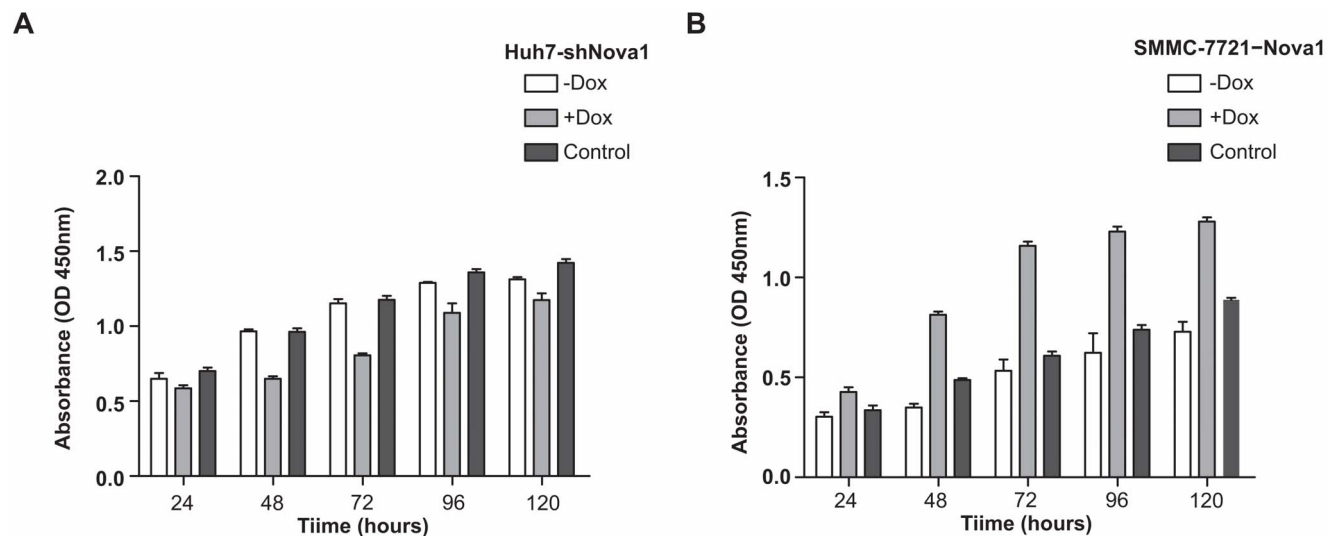 A
Huh7-shNova1
-Dox
+Dox
Control
Absorbance (OD 450nm)
2.0
1.5
1.0
0.5
0.0
24 48 72 96 120
Tiime (hours)
B
SMMC-7721−Nova1
-Dox
+Dox
Control
Absorbance (OD 450nm)
1.5
1.0
0.5
0.0
24 48 72 96 120
Tiime (hours)